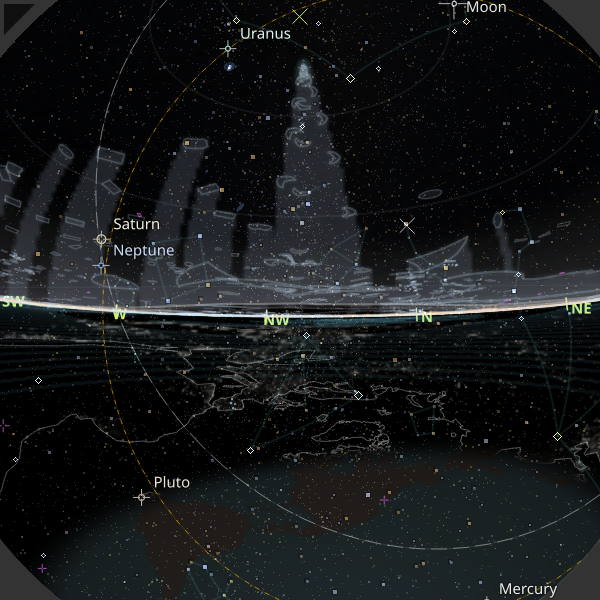 Moon
Uranus
Saturn
Neptune
SW
W
NW
N
NE
Pluto
Mercury